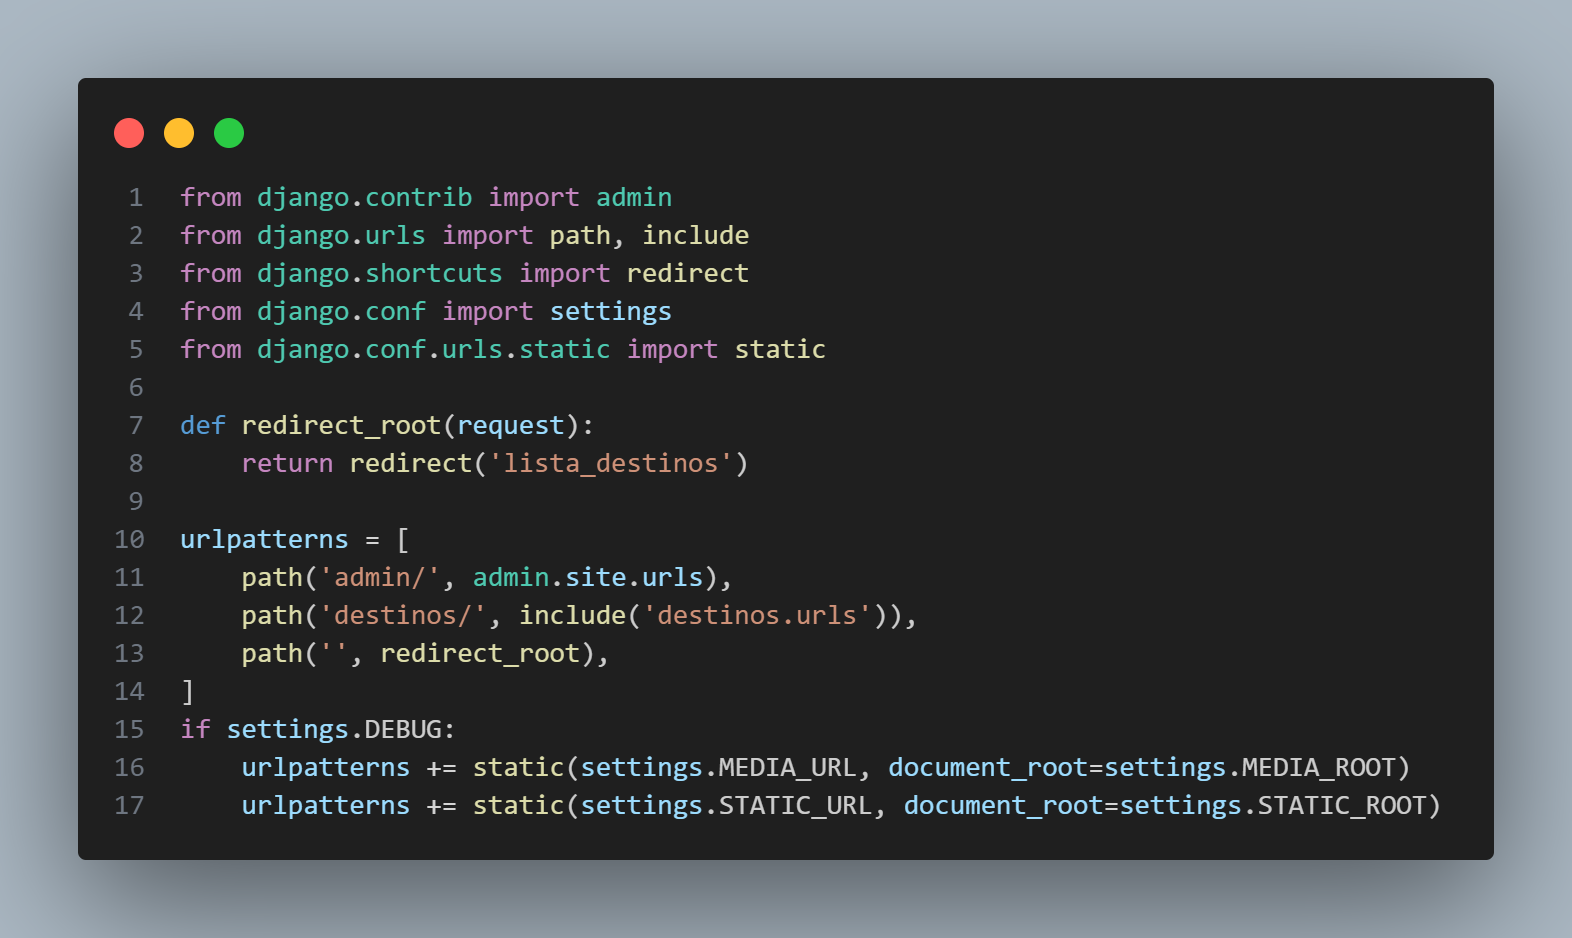 1 from django.contrib import admin
2 from django.urls import path, include
3 from django.shortcuts import redirect
4 from django.conf import settings
5 from django.conf.urls.static import static
6
7 def redirect_root(request):
8     return redirect('lista_destinos')
9
10 urlpatterns = [
11     path('admin/', admin.site.urls),
12     path('destinos/', include('destinos.urls')),
13     path('', redirect_root),
14 ]
15 if settings.DEBUG:
16     urlpatterns += static(settings.MEDIA_URL, document_root=settings.MEDIA_ROOT)
17     urlpatterns += static(settings.STATIC_URL, document_root=settings.STATIC_ROOT)